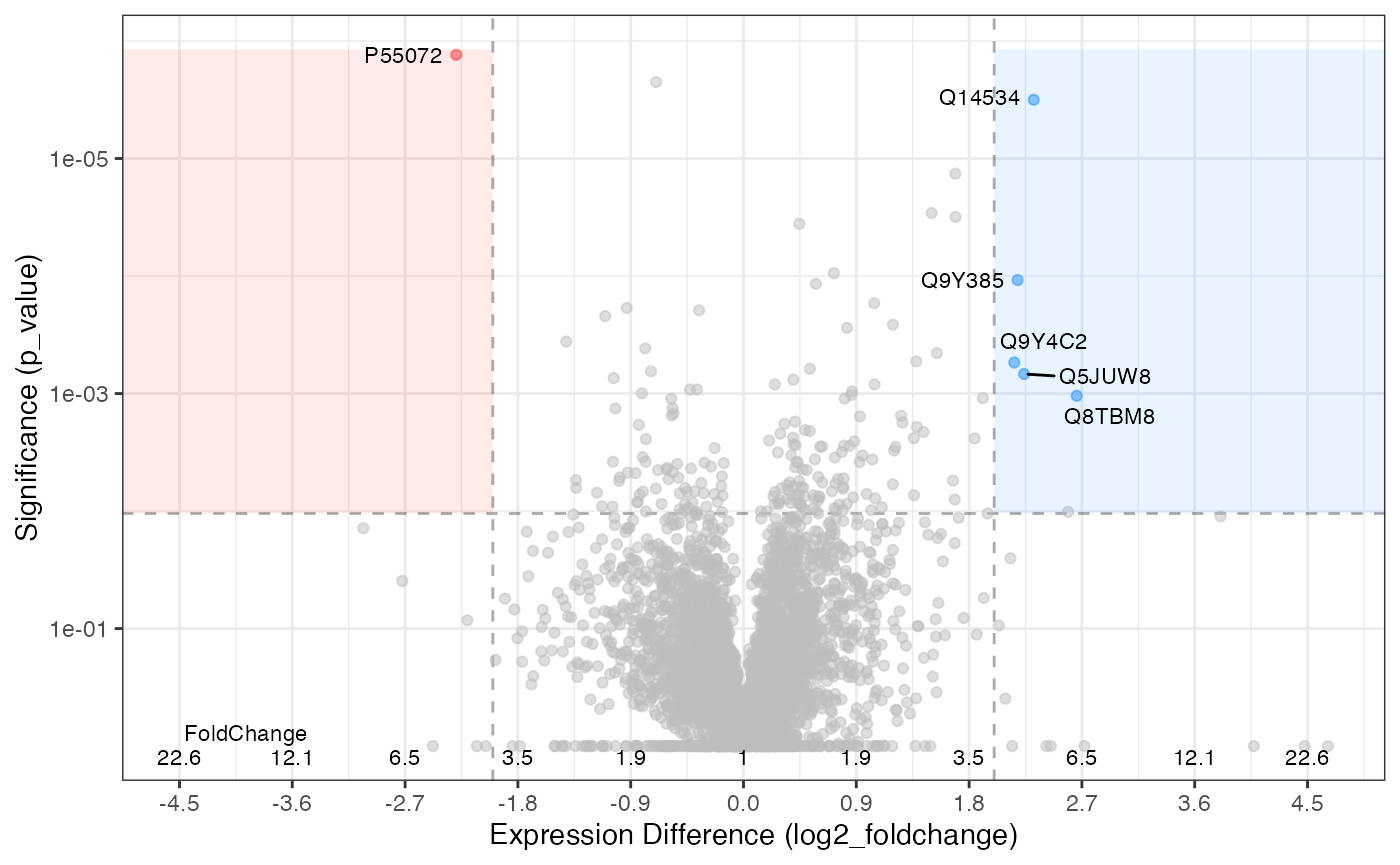 P55072
Q14534
1e-05
Q9Y385
Q9Y4C2
Q5JUW8
1e-03
Q8TBM8
Significance (p_value)
1e-01
FoldChange
22.6 12.1 6.5 3.5 1.9 1 1.9 3.5 6.5 12.1 22.6
-4.5 -3.6 -2.7 -1.8 -0.9 0.0 0.9 1.8 2.7 3.6 4.5
Expression Difference (log2_foldchange)